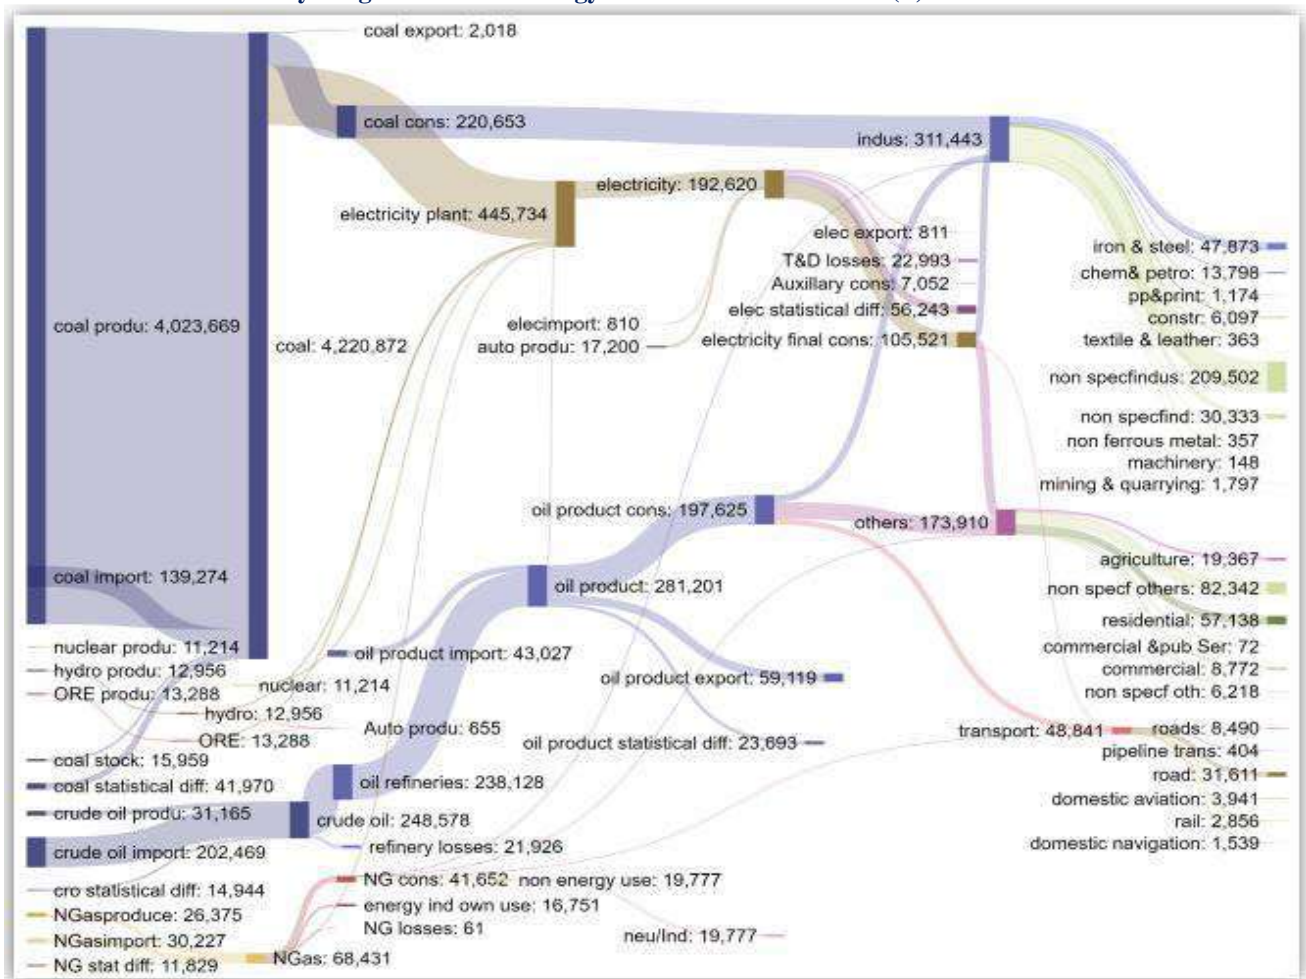 coal export: 2,018
coal cons: 220,653
indus: 311,443
electricity: 192,620
electricity plant: 445,734
elec export: 811
iron & steel: 47,873
T&D losses: 22,993
chem& petro: 13,798
Auxillary cons: 7,052
pp&print: 1,174
elec statistical diff: 56,243
constr: 6,097
coal produ: 4,023,669
elecimport: 810
electricity final cons: 105,521
textile & leather: 363
coal: 4,220,872
auto produ: 17,200
non specfindus: 209,502
non specfind: 30,333
non ferrous metal: 357
machinery: 148
mining & quarrying: 1,797
oil product cons: 197,625
others: 173,910
agriculture: 19,367
coal import: 139,274
oil product: 281,201
non specf others: 82,342
residential: 57,138
nuclear produ: 11,214
oil product import: 43,027
commercial &pub Ser: 72
hydro produ: 12,956
nuclear: 11,214
oil product export: 59,119
commercial: 8,772
ORE produ: 13,288
non specf oth: 6,218
hydro: 12,956
Auto produ: 655
transport: 48,841
roads: 8,490
ORE: 13,288
oil product statistical diff: 23,693
pipeline trans: 404
coal stock: 15,959
road: 31,611
coal statistical diff: 41,970
oil refineries: 238,128
domestic aviation: 3,941
crude oil produ: 31,165
crude oil: 248,578
rail: 2,856
crude oil import: 202,469
refinery losses: 21,926
domestic navigation: 1,539
cro statistical diff: 14,944
NG cons: 41,652
non energy use: 19,777
NGasproduce: 26,375
energy ind own use: 16,751
NGasimport: 30,227
NG losses: 61
neu/Ind: 19,777
NG stat diff: 11,829
NGas: 68,431